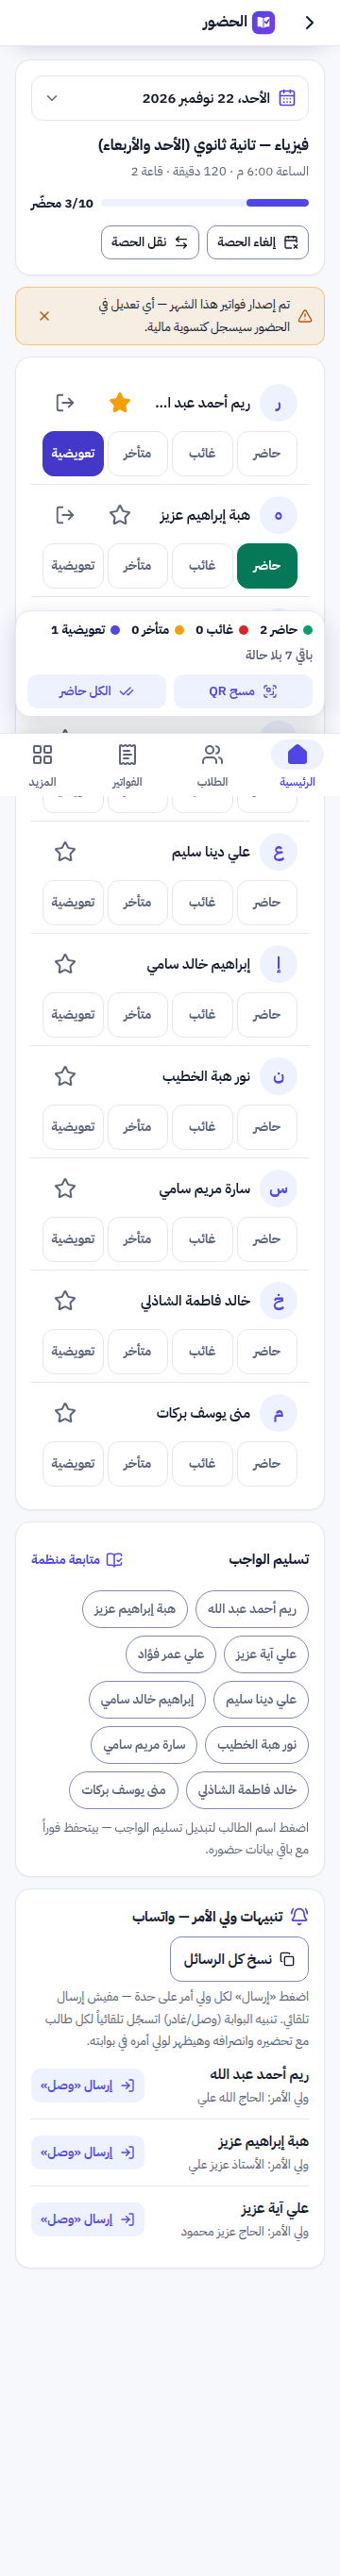 الحضور
الأحد، 22 نوفمبر 2026
فيزياء — تانية ثانوي (الأحد والأربعاء)
الساعة 6:00 م · 120 دقيقة · قاعة 2
3/10 محضّر
إلغاء الحصة
نقل الحصة
تم إصدار فواتير هذا الشهر — أي تعديل في
الحضور سيسجل كتسوية مالية.
ر
ريم أحمد عبد ا...
حاضر
غائب
متأخر
تعويضية
ه
هبة إبراهيم عزيز
حاضر
غائب
متأخر
تعويضية
حاضر 2
غائب 0
متأخر 0
تعويضية 1
باقي 7 بلا حالة
مسح QR
الكل حاضر
الرئيسية
الطلاب
الفواتير
المزيد
ع
علي دينا سليم
حاضر
غائب
متأخر
تعويضية
إ
إبراهيم خالد سامي
حاضر
غائب
متأخر
تعويضية
ن
نور هبة الخطيب
حاضر
غائب
متأخر
تعويضية
س
سارة مريم سامي
حاضر
غائب
متأخر
تعويضية
خ
خالد فاطمة الشاذلي
حاضر
غائب
متأخر
تعويضية
م
منى يوسف بركات
حاضر
غائب
متأخر
تعويضية
تسليم الواجب
متابعة منظمة
ريم أحمد عبد الله
هبة إبراهيم عزيز
علي آية عزيز
علي عمر فؤاد
علي دينا سليم
إبراهيم خالد سامي
نور هبة الخطيب
سارة مريم سامي
خالد فاطمة الشاذلي
منى يوسف بركات
اضغط اسم الطالب لتبديل تسليم الواجب — بيتحفظ فوراً
مع باقي بيانات حضوره.
تنبيهات ولي الأمر — واتساب
نسخ كل الرسائل
اضغط «إرسال» لكل ولي أمر على حدة — مفيش إرسال
تلقائي. تنبيه البوابة (وصل/غادر) اتسجّل تلقائياً لكل طالب
مع تحضيره وانصرافه وهيظهر لولي أمره في بوابته.
ريم أحمد عبد الله
ولي الأمر: الحاج الله علي
إرسال «وصل»
هبة إبراهيم عزيز
ولي الأمر: الأستاذ عزيز علي
إرسال «وصل»
علي آية عزيز
ولي الأمر: الحاج عزيز محمود
إرسال «وصل»